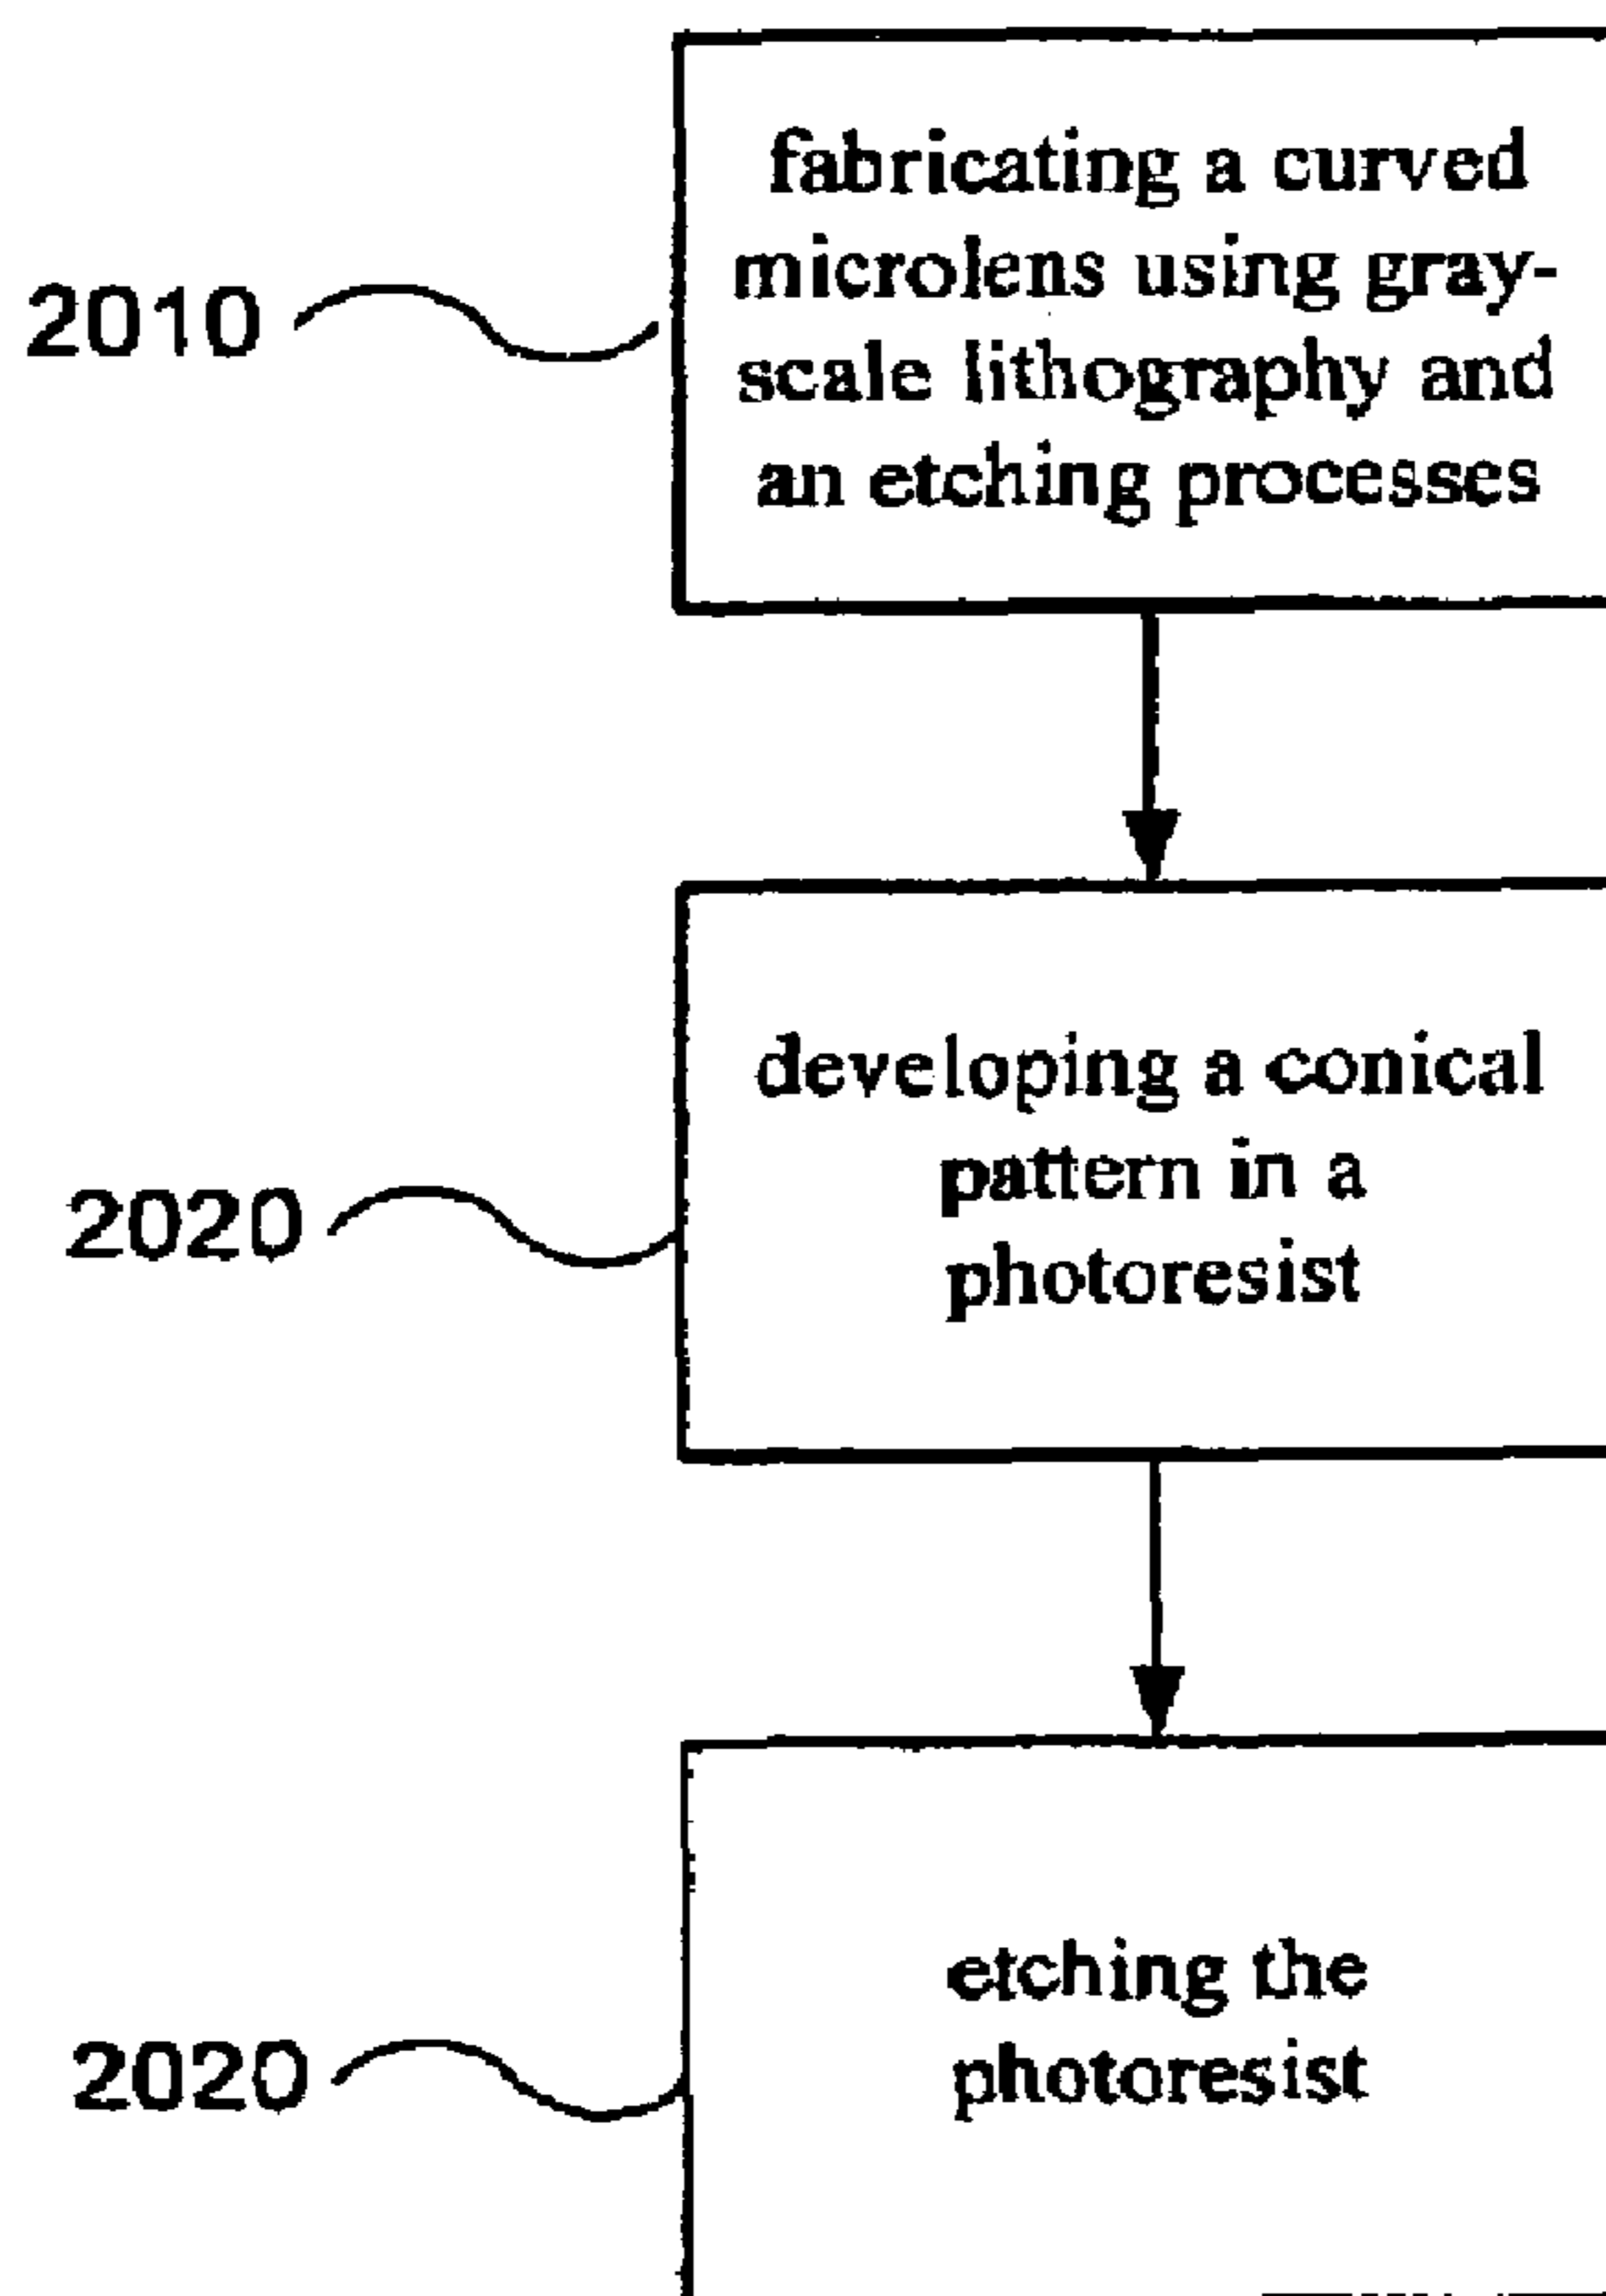 fabricating a curved
microlens using gray-
2010
scale lithography and
an etching processes
developing a conical
pattern in a
2020
photoresist
etching the
2020
photoresist